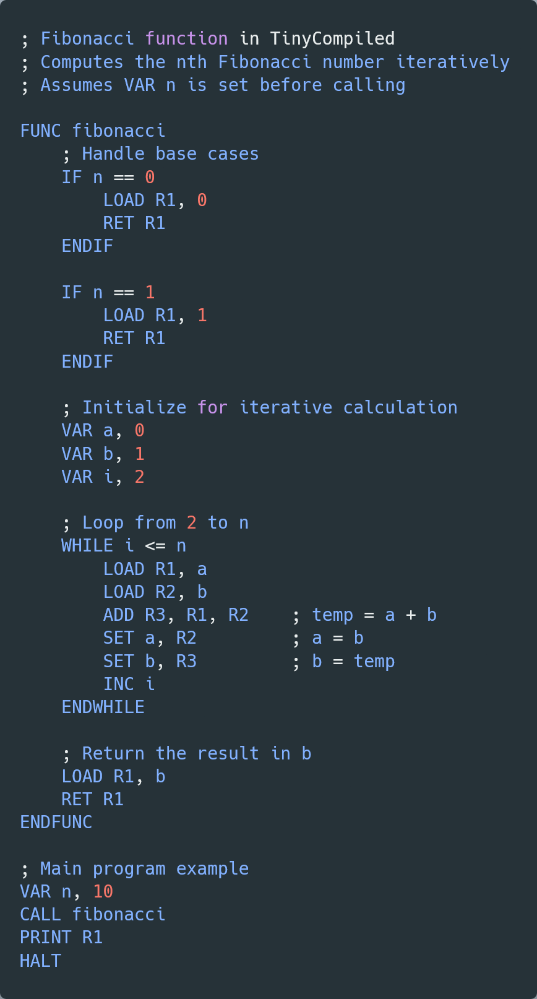 ; Fibonacci function in TinyCompiled
; Computes the nth Fibonacci number iteratively
; Assumes VAR n is set before calling

FUNC fibonacci
    ; Handle base cases
    IF n == 0
        LOAD R1, 0
        RET R1
    ENDIF

    IF n == 1
        LOAD R1, 1
        RET R1
    ENDIF

    ; Initialize for iterative calculation
    VAR a, 0
    VAR b, 1
    VAR i, 2

    ; Loop from 2 to n
    WHILE i <= n
        LOAD R1, a
        LOAD R2, b
        ADD R3, R1, R2    ; temp = a + b
        SET a, R2         ; a = b
        SET b, R3         ; b = temp
        INC i
    ENDWHILE

    ; Return the result in b
    LOAD R1, b
    RET R1
ENDFUNC

; Main program example
VAR n, 10
CALL fibonacci
PRINT R1
HALT